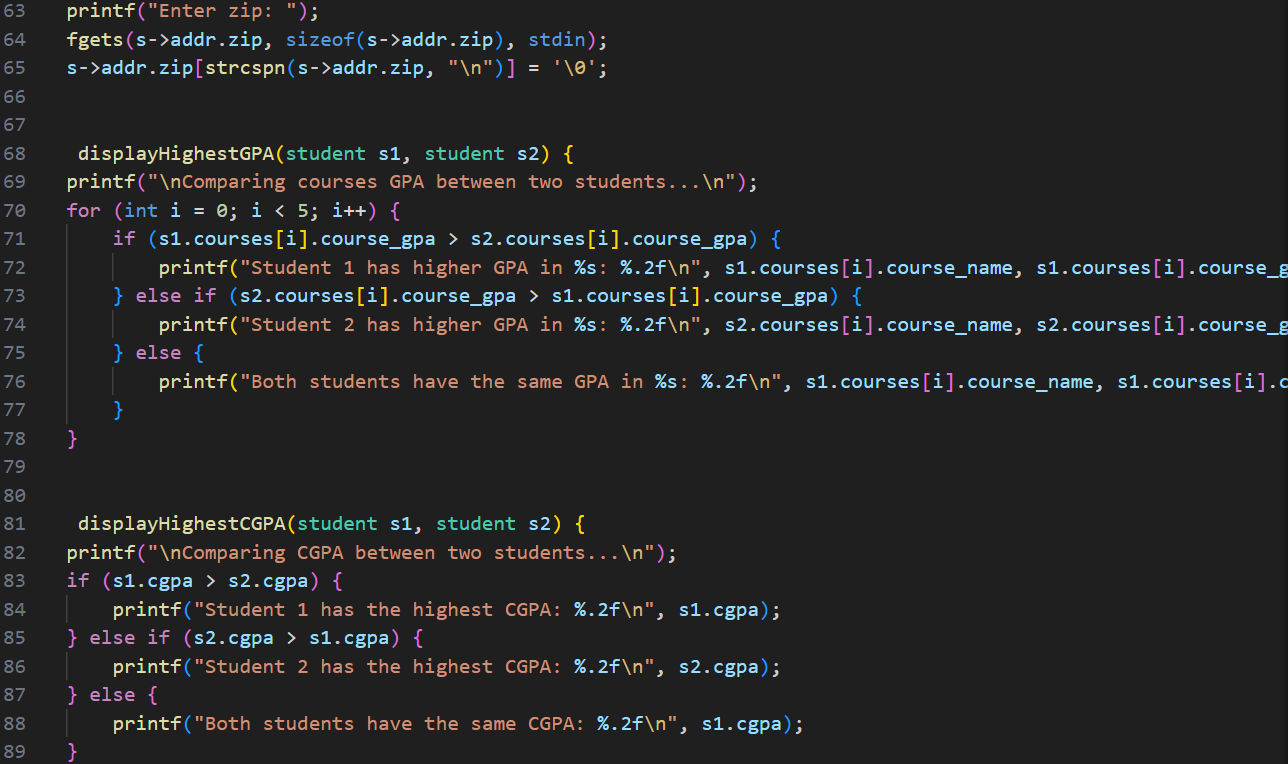 63 printf("Enter zip: ");
64 fgets(s->addr.zip, sizeof(s->addr.zip), stdin);
65 s->addr.zip[strcspn(s->addr.zip, "\n")] = '\0';
66
67
68 displayHighestGPA(student s1, student s2) {
69 printf("\nComparing courses GPA between two students...\n");
70 for (int i = 0; i < 5; i++) {
71 if (s1.courses[i].course_gpa > s2.courses[i].course_gpa) {
72 printf("Student 1 has higher GPA in %s: %.2f\n", s1.courses[i].course_name, s1.courses[i].course_g
73 } else if (s2.courses[i].course_gpa > s1.courses[i].course_gpa) {
74 printf("Student 2 has higher GPA in %s: %.2f\n", s2.courses[i].course_name, s2.courses[i].course_g
75 } else {
76 printf("Both students have the same GPA in %s: %.2f\n", s1.courses[i].course_name, s1.courses[i].c
77 }
78 }
79
80
81 displayHighestCGPA(student s1, student s2) {
82 printf("\nComparing CGPA between two students...\n");
83 if (s1.cgpa > s2.cgpa) {
84 printf("Student 1 has the highest CGPA: %.2f\n", s1.cgpa);
85 } else if (s2.cgpa > s1.cgpa) {
86 printf("Student 2 has the highest CGPA: %.2f\n", s2.cgpa);
87 } else {
88 printf("Both students have the same CGPA: %.2f\n", s1.cgpa);
89 }